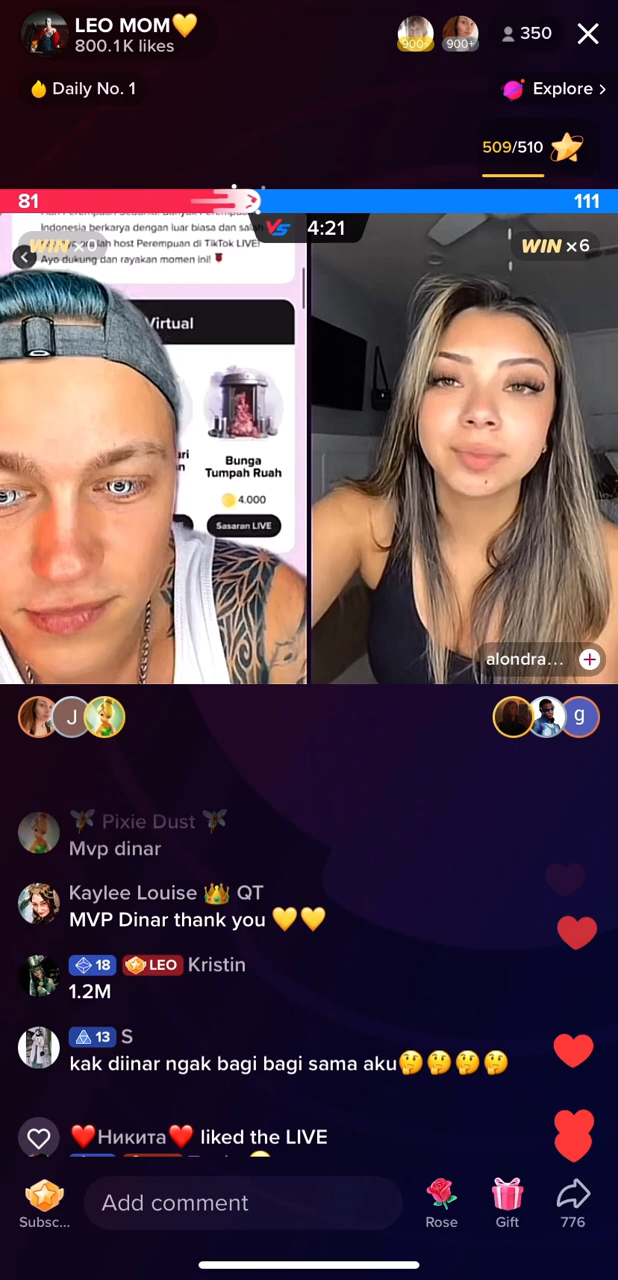 LEO MOM💛
800.1K likes
900+
900+
350
Daily No. 1
Explore >
509/510
81
111
Indonesia berkarya dengan luar biasa dan
host Perempuan di TikTok LIVE!
Ayo dukung dan rayakan momen ini!
WIN x0
VS 4:21
WIN x6
Virtual
Bunga
Tumpah Ruah
4.000
Sasaran LIVE
alondra...
J
g
🧚 Pixie Dust 🧚
Mvp dinar
Kaylee Louise 👑 QT
MVP Dinar thank you 💛💛
18 LEO Kristin
1.2M
13 S
kak diinar ngak bagi bagi sama aku🤔🤔🤔🤔
❤️Никита❤️ liked the LIVE
Subsc...
Add comment
Rose
Gift
776